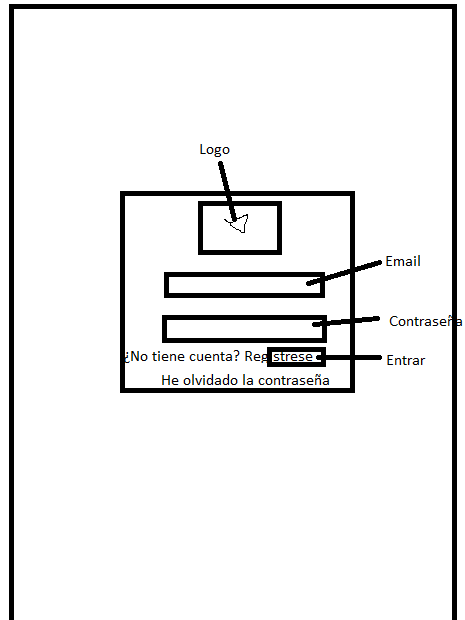 Logo
Email
Contraseña
¿No tiene cuenta? Regístrese
Entrar
He olvidado la contraseña